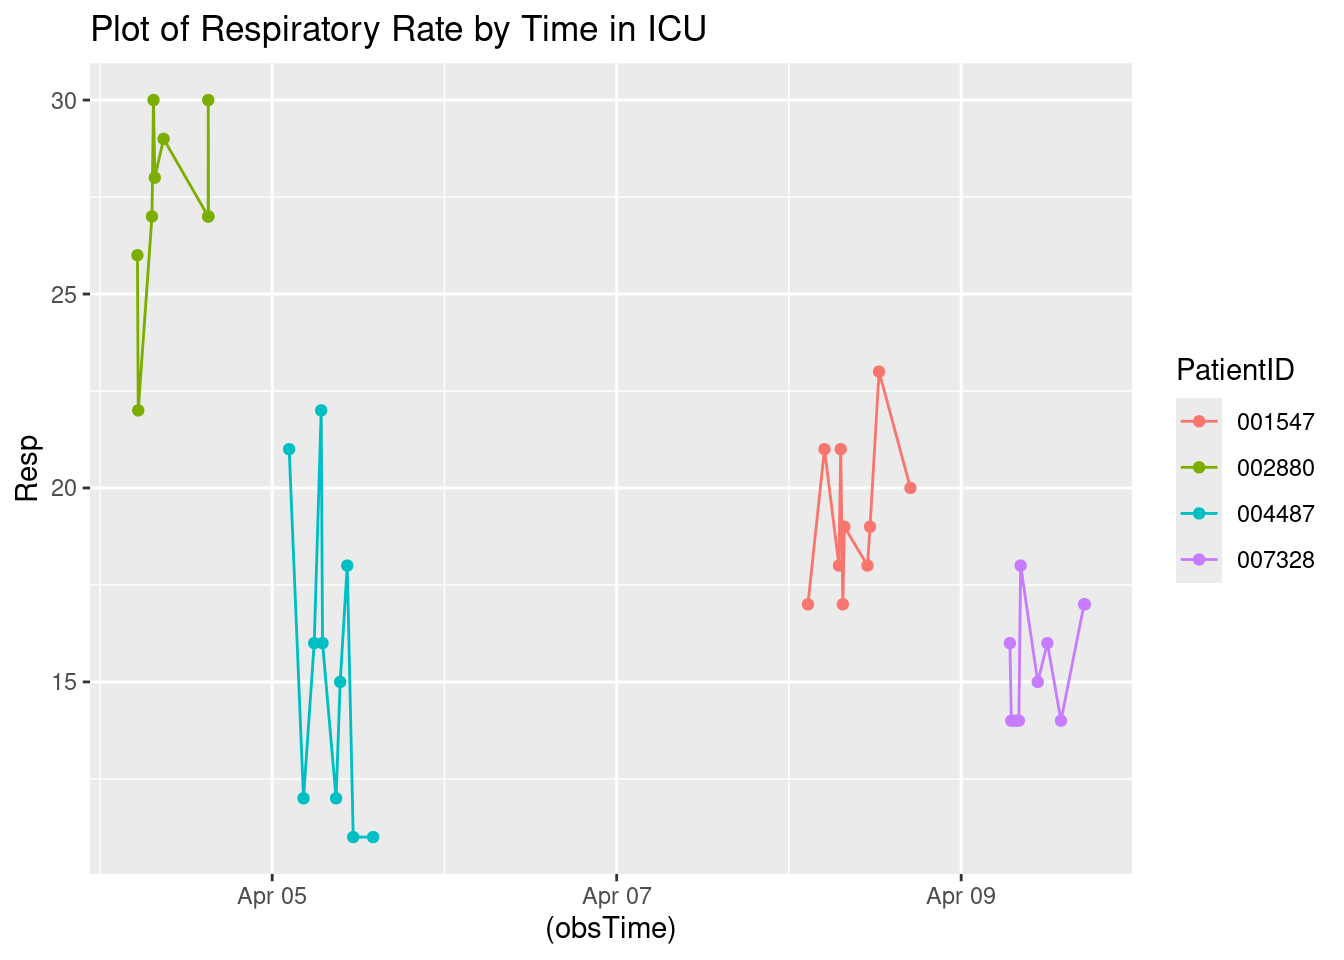 Plot of Respiratory Rate by Time in ICU
30
25
20
15
Resp
Apr 05
Apr 07
Apr 09
(obsTime)
PatientID
001547
002880
004487
007328